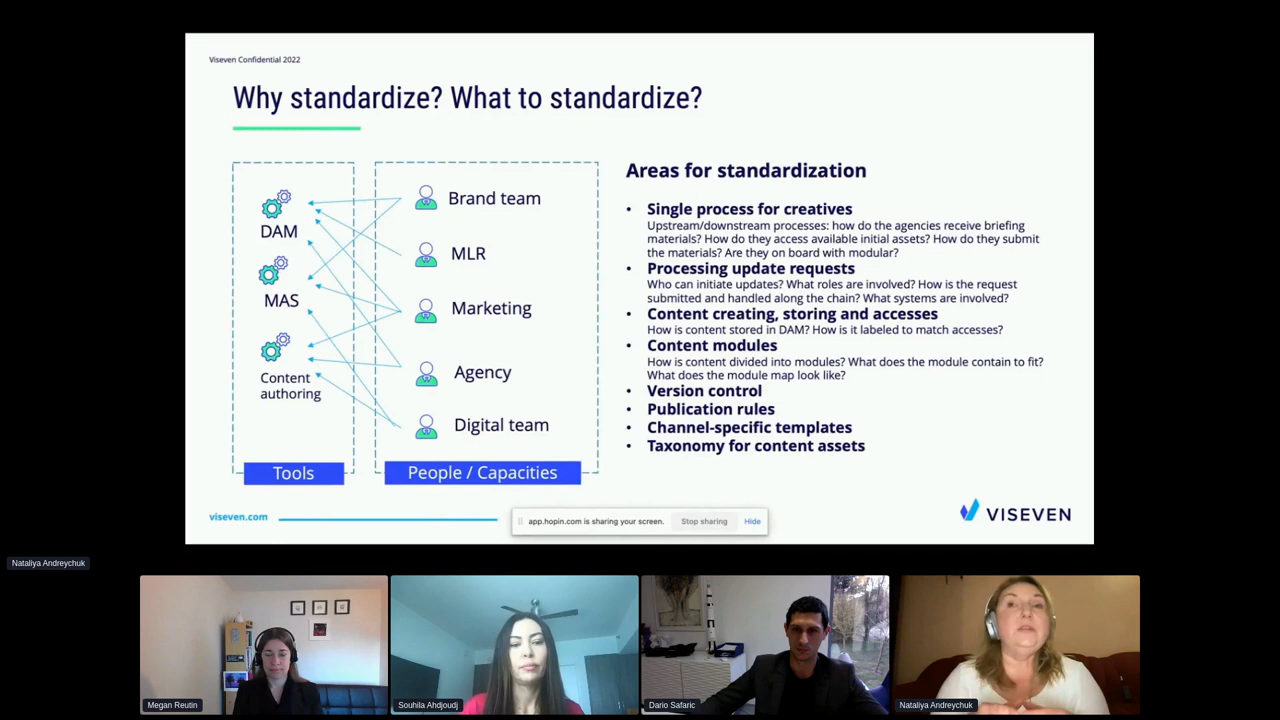 Viseven Confidential 2022
Why standardize? What to standardize?
DAM
MAS
Content
authoring
Tools
Brand team
MLR
Marketing
Agency
Digital team
People / Capacities
Areas for standardization
• Single process for creatives
Upstream/downstream processes: how do the agencies receive briefing
materials? How do they access available initial assets? How do they submit
the materials? Are they on board with modular?
• Processing update requests
Who can initiate updates? What roles are involved? How is the request
submitted and handled along the chain? What systems are involved?
• Content creating, storing and accesses
How is content stored in DAM? How is it labeled to match accesses?
• Content modules
How is content divided into modules? What does the module contain to fit?
What does the module map look like?
• Version control
• Publication rules
• Channel-specific templates
• Taxonomy for content assets
viseven.com
app.hopin.com is sharing your screen.
Stop sharing
Hide
VISEVEN
Nataliya Andreychuk
Megan Reutin
Souhila Ahdjoudj
Dario Safaric
Nataliya Andreychuk